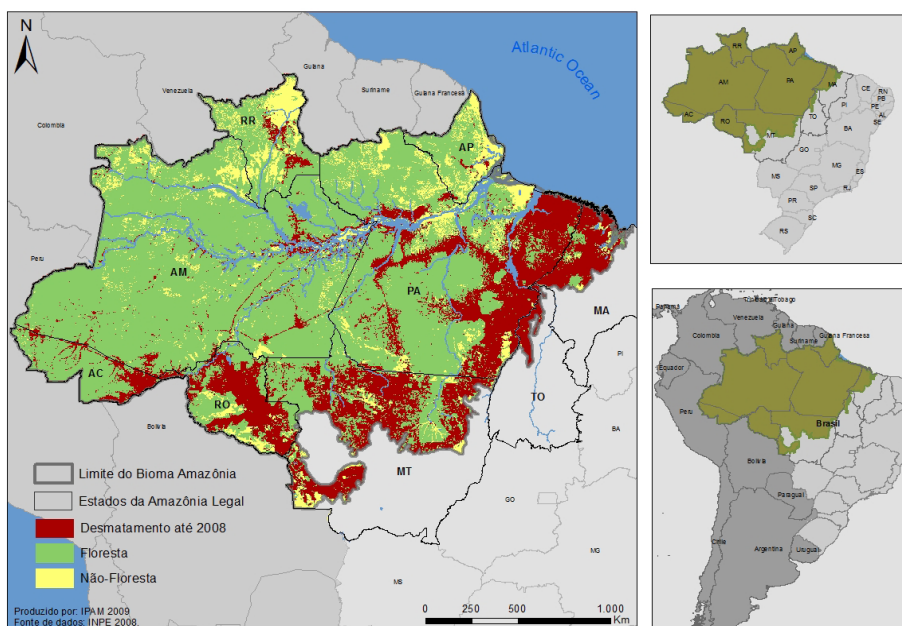 N
Atlantic Ocean
Guiana
Venezuela
Suriname
Guiana Francesa
Colombia
RR
AP
Peru
AM
PA
MA
PI
AC
RO
TO
Bolívia
BA
MT
GO
MG
MS
Limite do Bioma Amazônia
Estados da Amazônia Legal
Desmatamento até 2008
Floresta
Não-Floresta
Produzido por: IPAM 2009
Fonte de dados: INPE 2008.
0 250 500 1.000
Km
RR
AP
AM
PA
MA
CE
RN
PB
PE
AL
SE
PI
AC
RO
TO
BA
MT
GO
MG
ES
MS
SP
RJ
PR
SC
RS
Panamá
Tobago
Venezuela
Guiana
Colombia
Suriname
Guiana Francesa
Equador
Peru
Brasil
Bolivia
Paraguai
Chile
Argentina
Uruguai